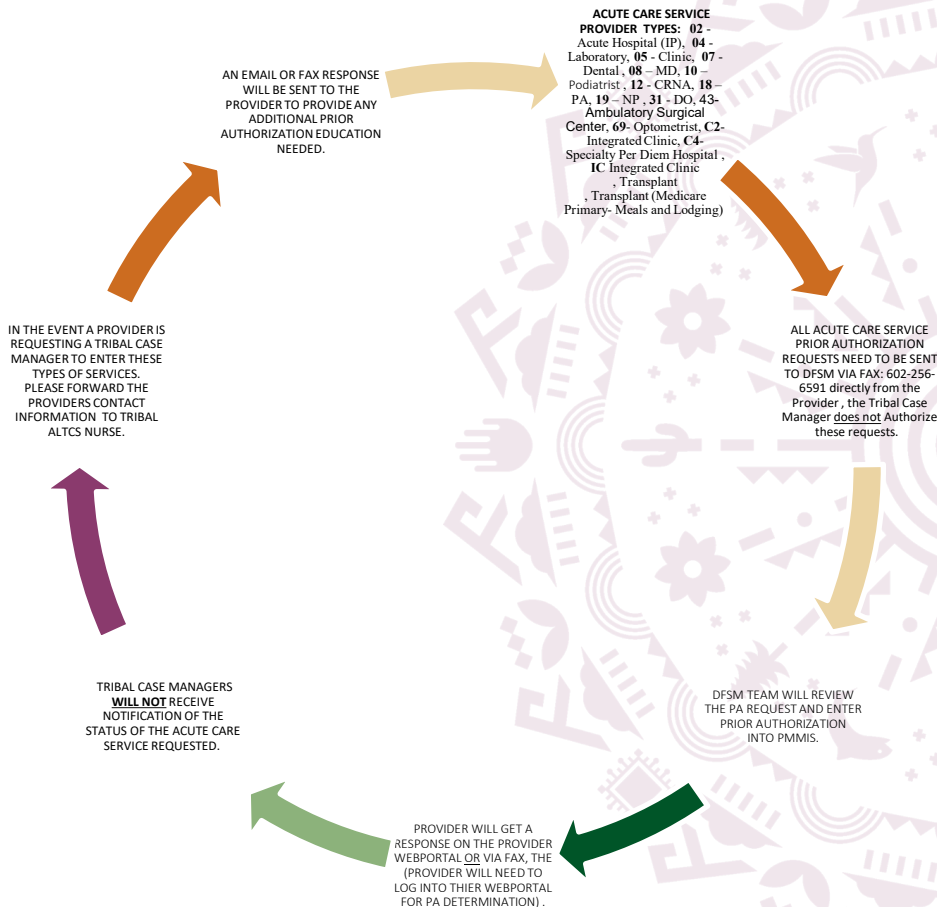 ACUTE CARE SERVICE
PROVIDER TYPES: 02 -
Acute Hospital (IP), 04 -
Laboratory, 05 - Clinic, 07 -
Dental , 08 – MD, 10 –
Podiatrist , 12 - CRNA, 18 –
PA, 19 – NP , 31 - DO, 43-
Ambulatory Surgical
Center, 69- Optometrist, C2-
Integrated Clinic, C4-
Specialty Per Diem Hospital ,
IC Integrated Clinic
, Transplant
, Transplant (Medicare
Primary- Meals and Lodging)
ALL ACUTE CARE SERVICE
PRIOR AUTHORIZATION
REQUESTS NEED TO BE SENT
TO DFSM VIA FAX: 602-256-
6591 directly from the
Provider , the Tribal Case
Manager does not Authorize
these requests.
DFSM TEAM WILL REVIEW
THE PA REQUEST AND ENTER
PRIOR AUTHORIZATION
INTO PMMIS.
PROVIDER WILL GET A
RESPONSE ON THE PROVIDER
WEBPORTAL OR VIA FAX, THE
(PROVIDER WILL NEED TO
LOG INTO THIER WEBPORTAL
FOR PA DETERMINATION) .
TRIBAL CASE MANAGERS
WILL NOT RECEIVE
NOTIFICATION OF THE
STATUS OF THE ACUTE CARE
SERVICE REQUESTED.
IN THE EVENT A PROVIDER IS
REQUESTING A TRIBAL CASE
MANAGER TO ENTER THESE
TYPES OF SERVICES.
PLEASE FORWARD THE
PROVIDERS CONTACT
INFORMATION TO TRIBAL
ALTCS NURSE.
AN EMAIL OR FAX RESPONSE
WILL BE SENT TO THE
PROVIDER TO PROVIDE ANY
ADDITIONAL PRIOR
AUTHORIZATION EDUCATION
NEEDED.